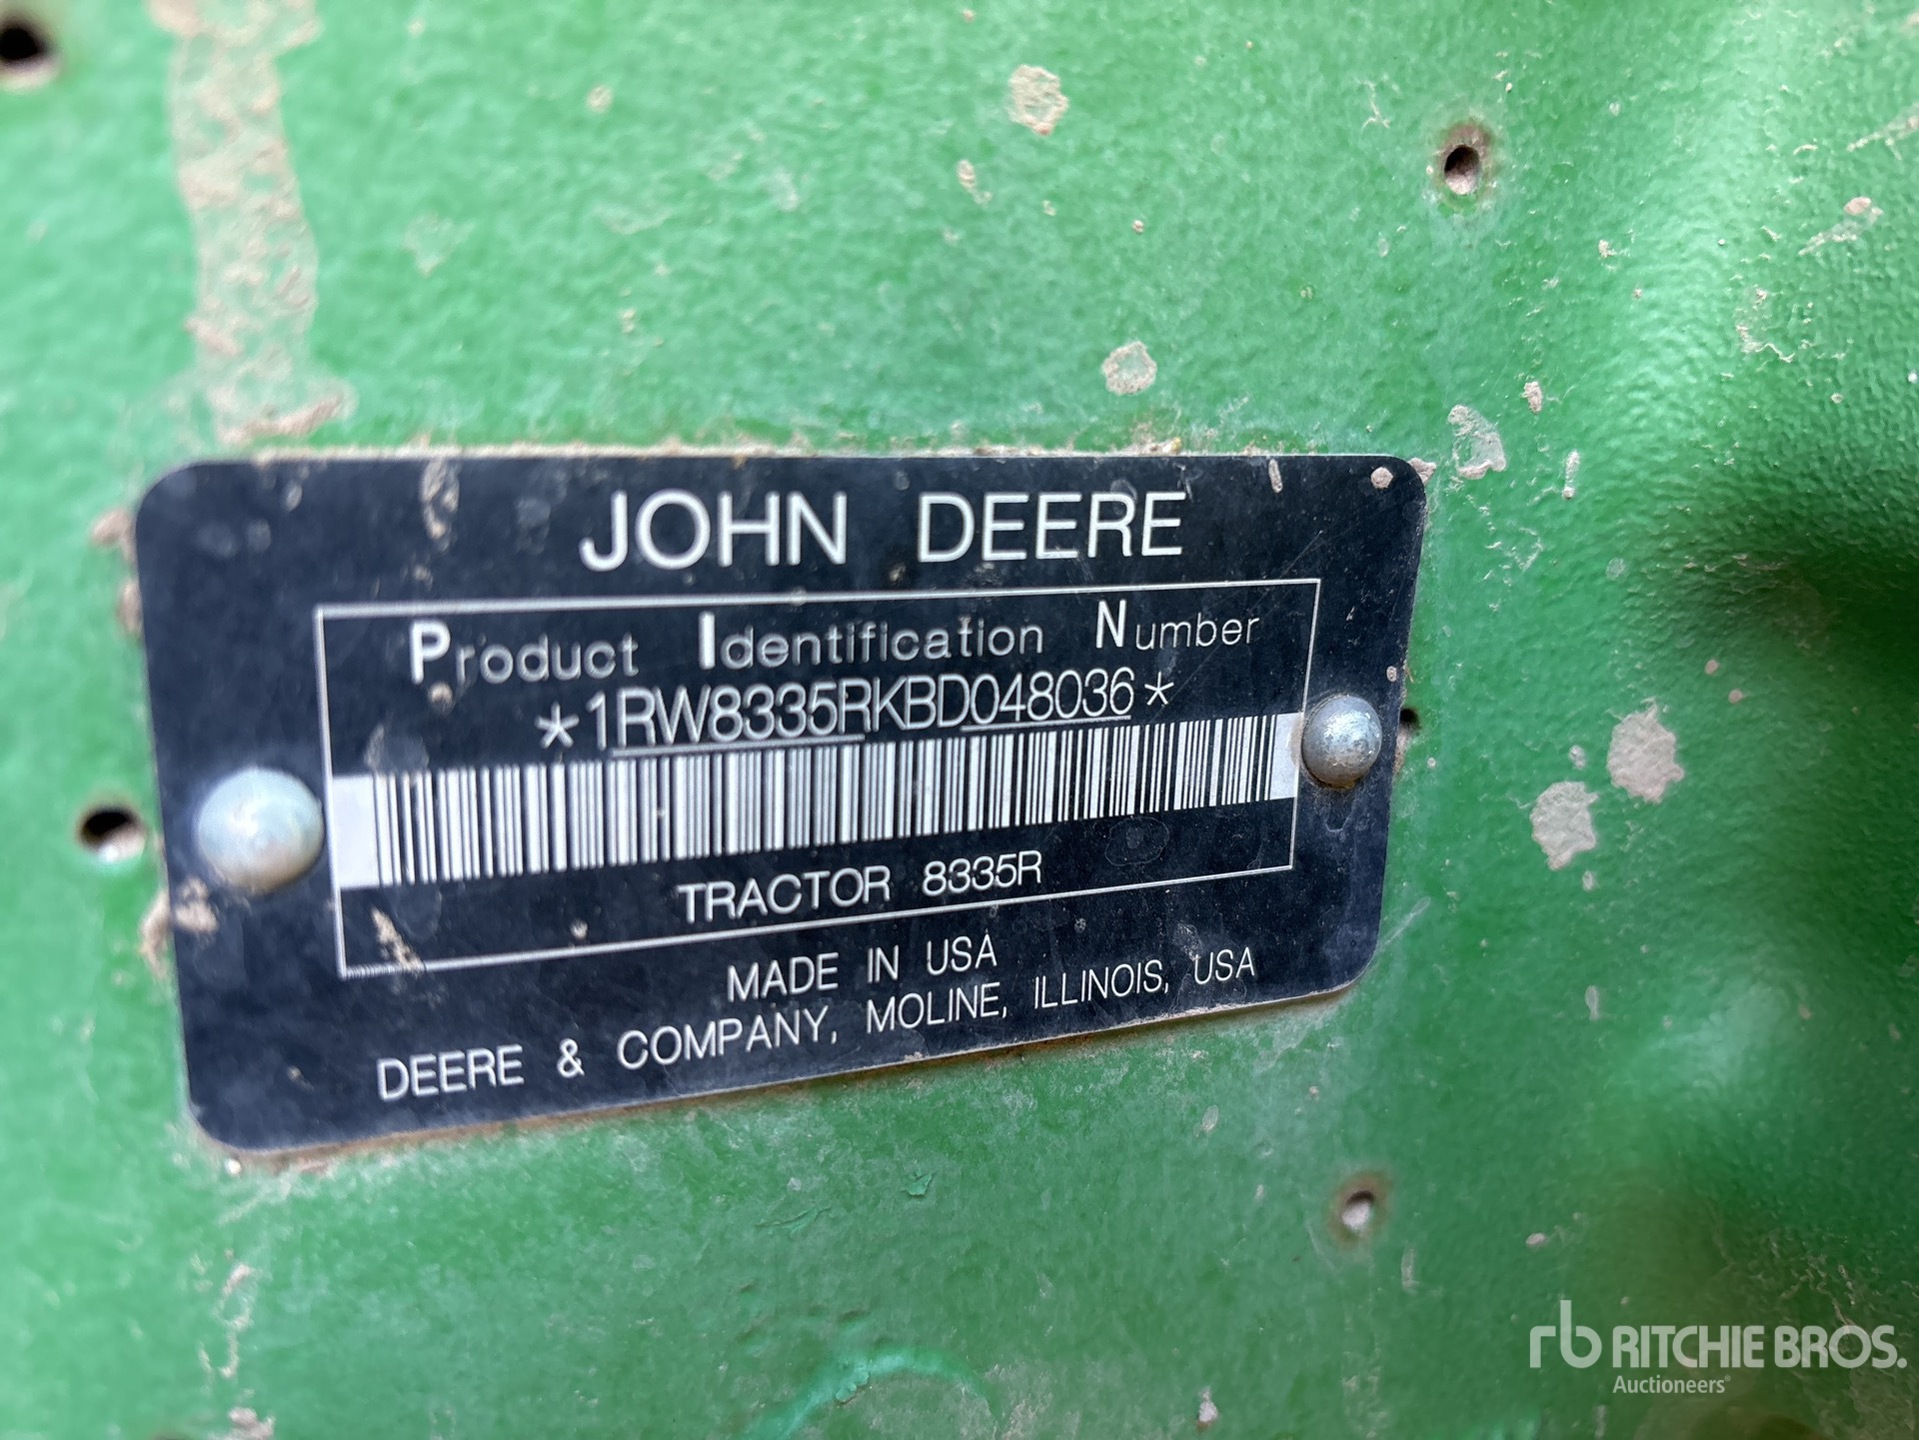 JOHN DEERE
Product Identification Number
*1RW8335RKBD048036*
TRACTOR 8335R
MADE IN USA
DEERE & COMPANY, MOLINE, ILLINOIS, USA
rb RITCHIE BROS.
Auctioneers®